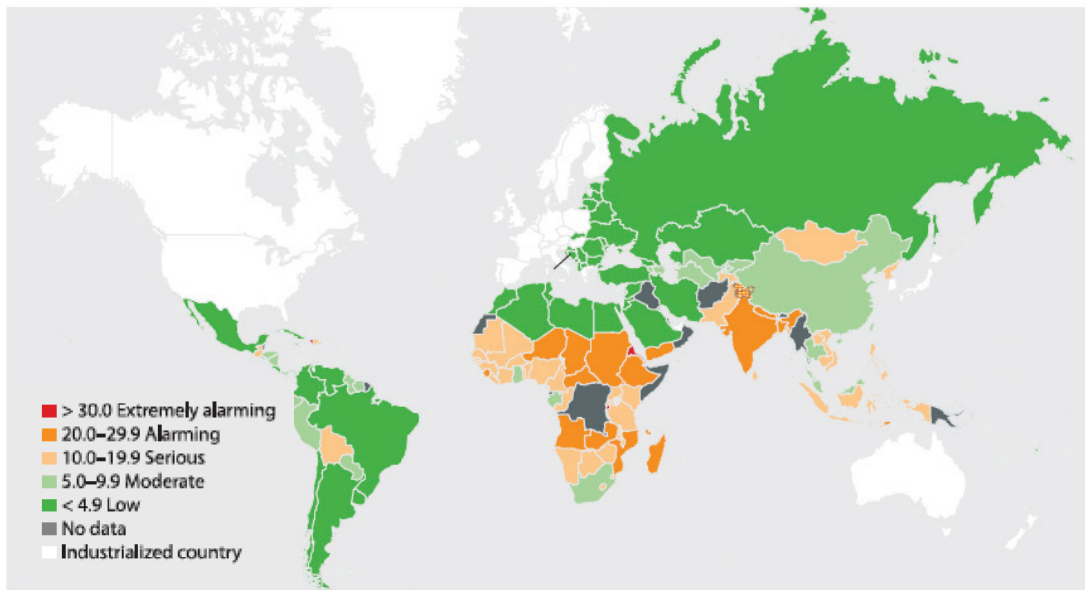 > 30.0 Extremely alarming
20.0–29.9 Alarming
10.0–19.9 Serious
5.0–9.9 Moderate
< 4.9 Low
No data
Industrialized country